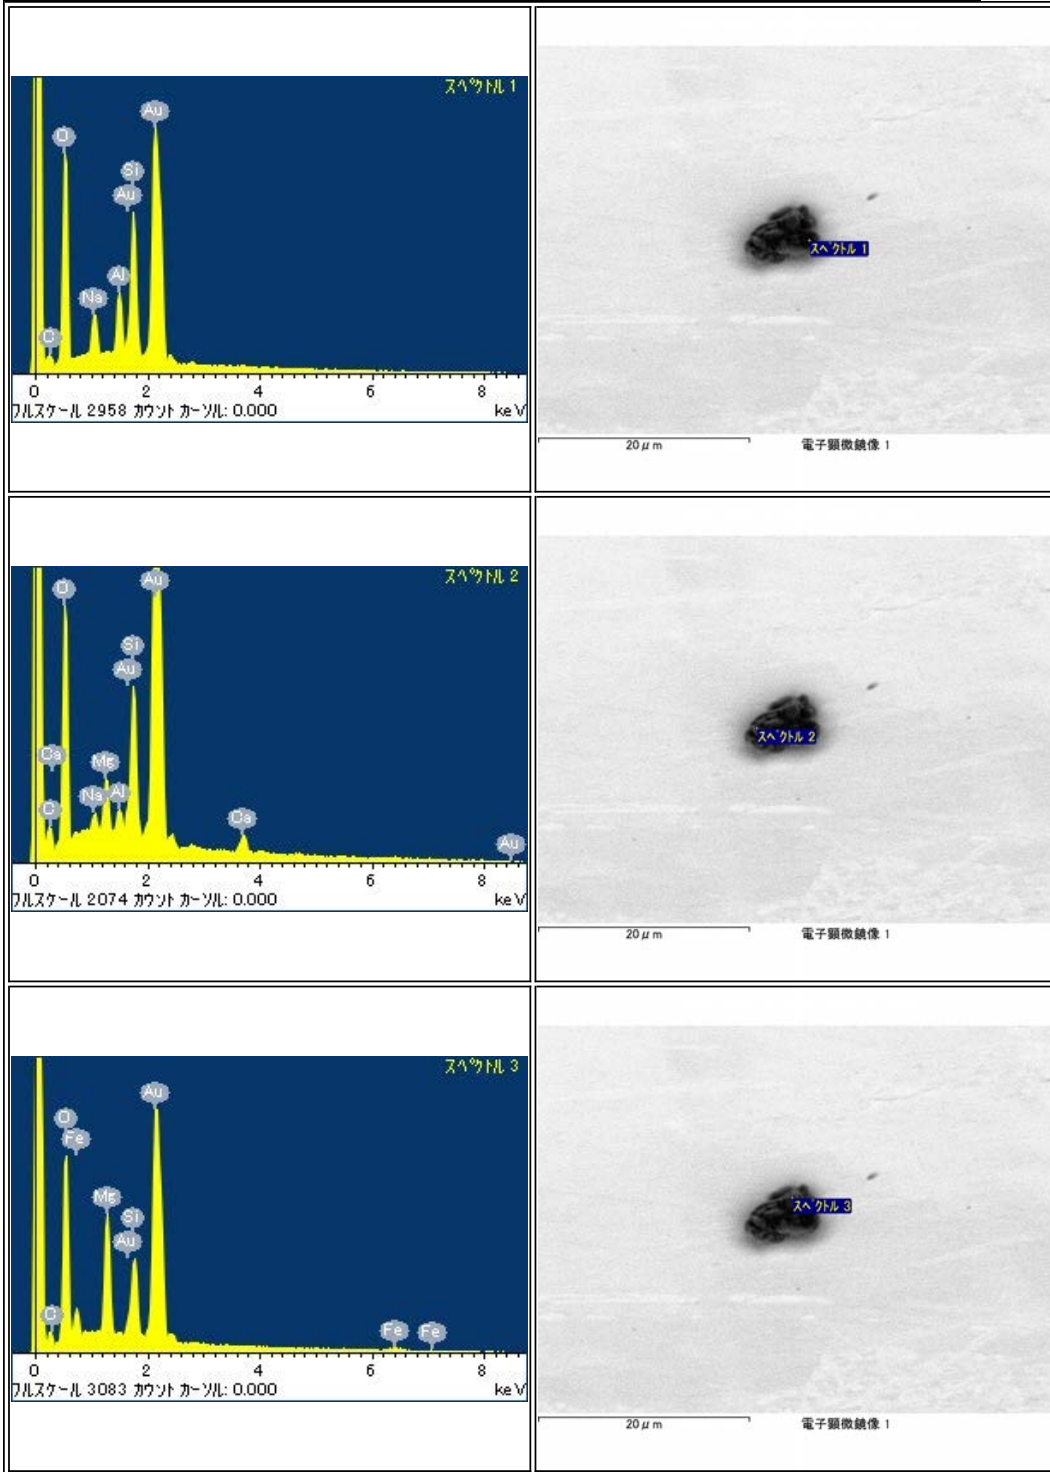 スペクトル 1
Au
O
Si
Au
Al
Na
C
0 2 4 6 8
フルスケール 2958 カウント カーソル: 0.000 keV
スペクトル 1
20μm 電子顕微鏡像 1
スペクトル 2
Au
O
Si
Au
Ca
Mg
Na Al
C
Ca
Au
0 2 4 6 8
フルスケール 2074 カウント カーソル: 0.000 keV
スペクトル 2
20μm 電子顕微鏡像 1
スペクトル 3
Au
O
Fe
Mg
Si
Au
C
Fe Fe
0 2 4 6 8
フルスケール 3083 カウント カーソル: 0.000 keV
スペクトル 3
20μm 電子顕微鏡像 1